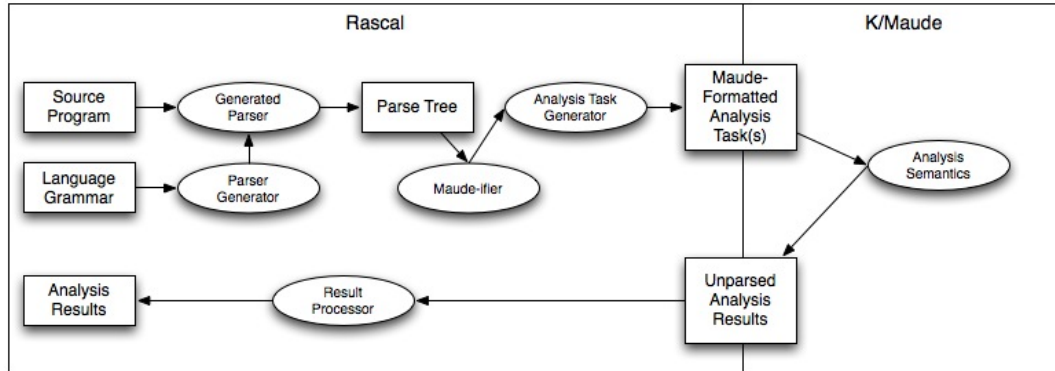 Rascal
K/Maude
Source
Program
Generated
Parser
Parse Tree
Analysis Task
Generator
Maude-
Formatted
Analysis
Task(s)
Language
Grammar
Parser
Generator
Maude-ifier
Analysis
Semantics
Analysis
Results
Result
Processor
Unparsed
Analysis
Results